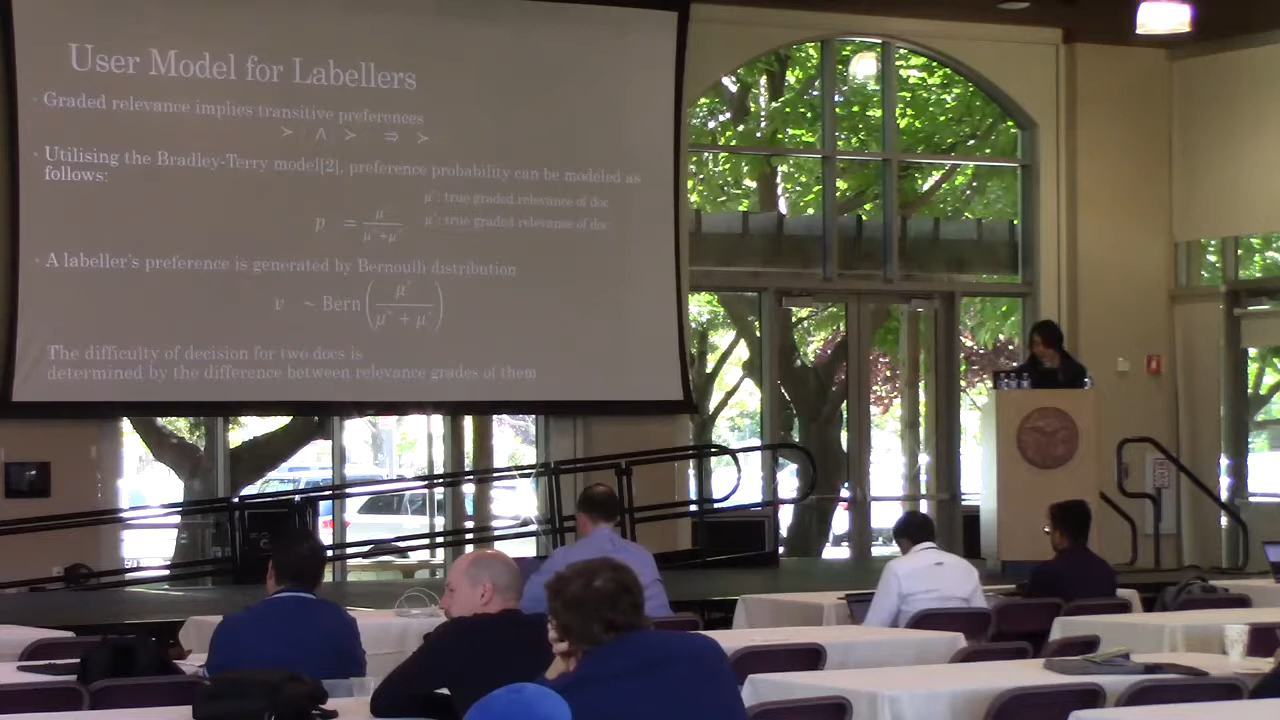 User Model for Labellers
Graded relevance implies transitive preferences
≻ ∧ ≻ ⇒ ≻
Utilising the Bradley-Terry model[2], preference probability can be modeled as
follows:
μ : true graded relevance of doc
p = μ / (μ + μ) μ : true graded relevance of doc
A labeller's preference is generated by Bernoulli distribution
v ~ Bern ( μ / (μ + μ) )
The difficulty of decision for two docs is
determined by the difference between relevance grades of them